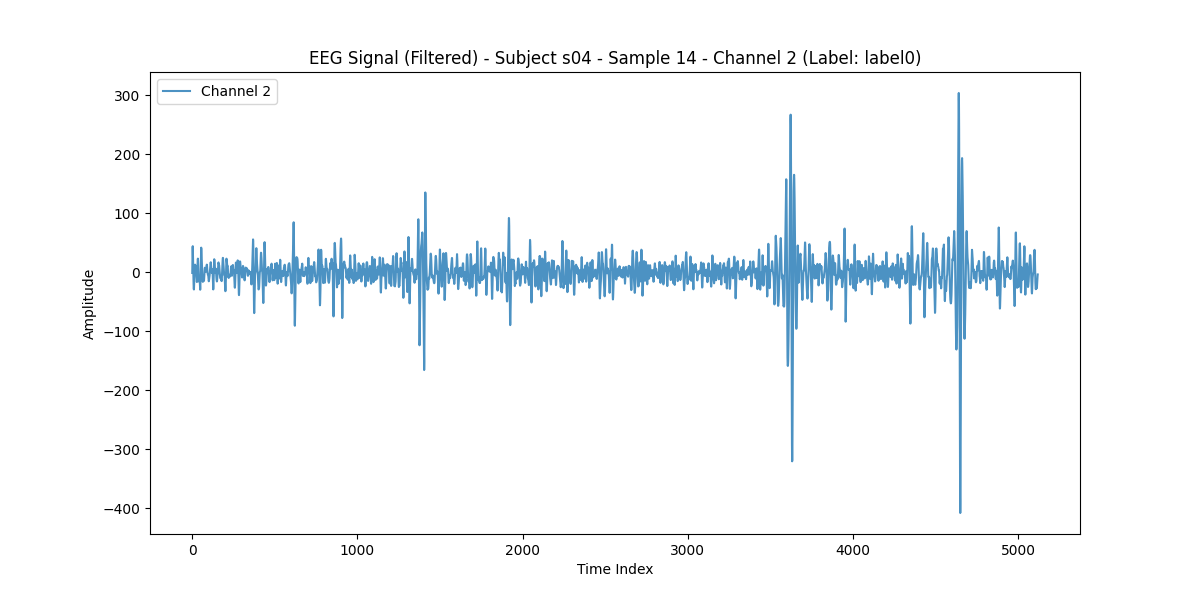 EEG Signal (Filtered) - Subject s04 - Sample 14 - Channel 2 (Label: label0)
Channel 2
300
200
100
0
−100
−200
−300
−400
Amplitude
0 1000 2000 3000 4000 5000
Time Index